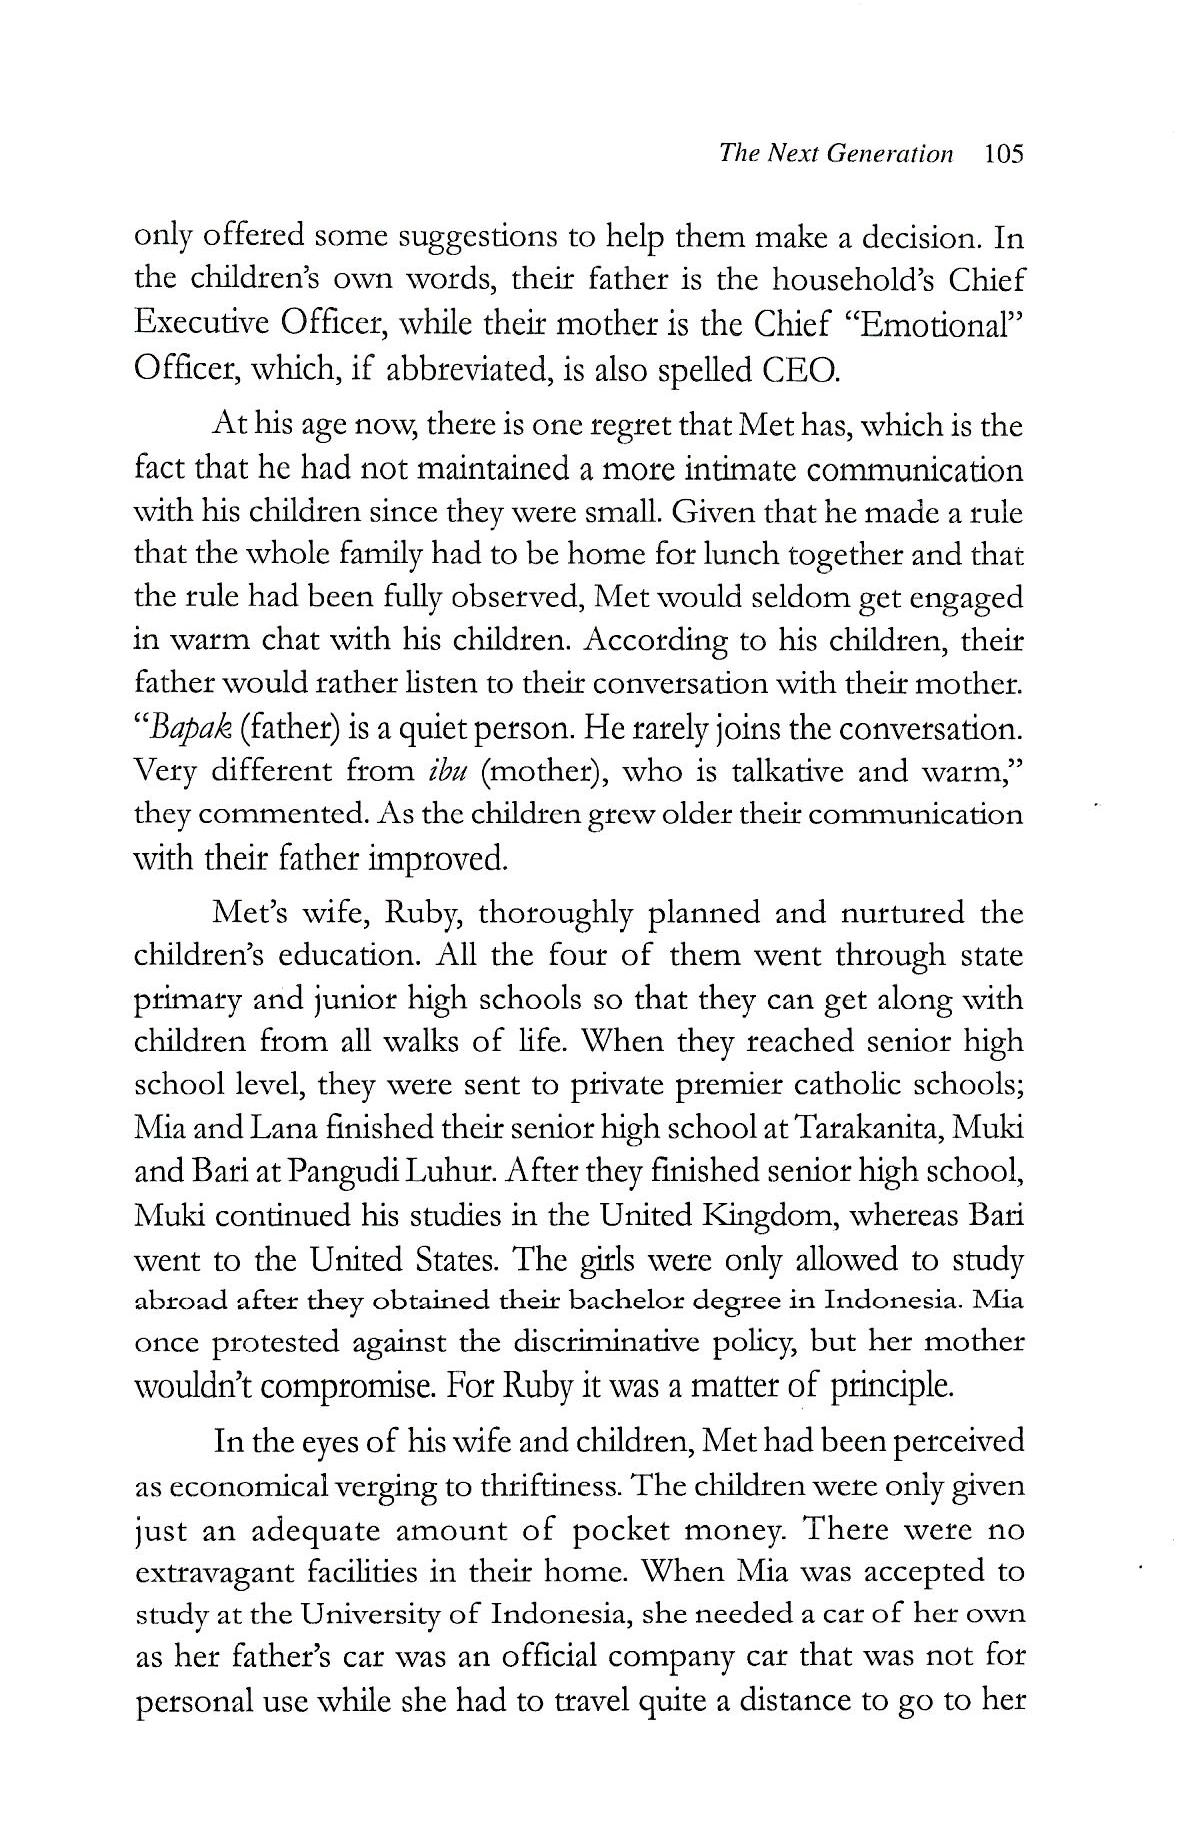 The Next Generation 105
only offered some suggestions to help them make a decision. In
the children's own words, their father is the household's Chief
Executive Officer, while their mother is the Chief “Emotional”
Officer, which, if abbreviated, is also spelled CEO.
At his age now, there is one regret that Met has, which is the
fact that he had not maintained a more intimate communication
with his children since they were small. Given that he made a rule
that the whole family had to be home for lunch together and that
the rule had been fully observed, Met would seldom get engaged
in warm chat with his children. According to his children, their
father would rather listen to their conversation with their mother.
“Bapak (father) is a quiet person. He rarely joins the conversation.
Very different from ibu (mother), who is talkative and warm,”
they commented. As the children grew older their communication
with their father improved.
Met's wife, Ruby, thoroughly planned and nurtured the
children's education. All the four of them went through state
primary and junior high schools so that they can get along with
children from all walks of life. When they reached senior high
school level, they were sent to private premier catholic schools;
Mia and Lana finished their senior high school at Tarakanita, Muki
and Bari at Pangudi Luhur. After they finished senior high school,
Muki continued his studies in the United Kingdom, whereas Bari
went to the United States. The girls were only allowed to study
abroad after they obtained their bachelor degree in Indonesia. Mia
once protested against the discriminative policy, but her mother
wouldn't compromise. For Ruby it was a matter of principle.
In the eyes of his wife and children, Met had been perceived
as economical verging to thriftiness. The children were only given
just an adequate amount of pocket money. There were no
extravagant facilities in their home. When Mia was accepted to
study at the University of Indonesia, she needed a car of her own
as her father's car was an official company car that was not for
personal use while she had to travel quite a distance to go to her